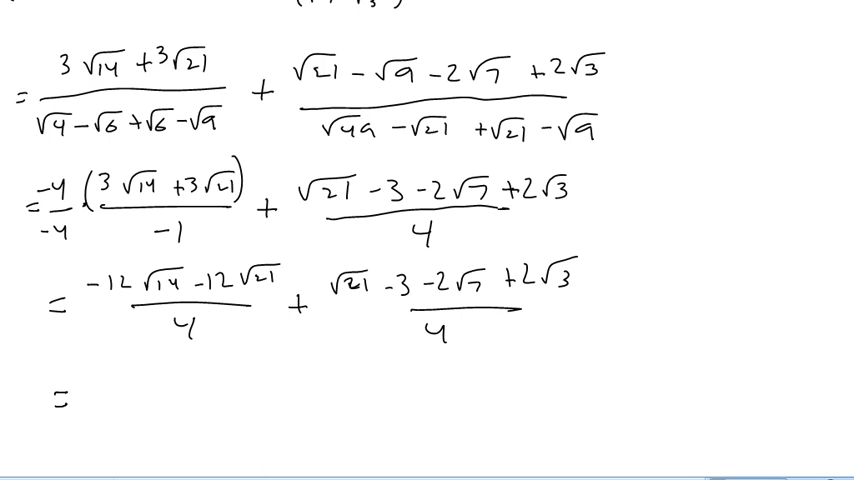 = (3√14 + 3√21)/(√4 - √6 + √6 - √9) + (√21 - √9 - 2√7 + 2√3)/(√49 - √21 + √21 - √9)
= -4/-4 · (3√14 + 3√21)/-1 + (√21 - 3 - 2√7 + 2√3)/4
= (-12√14 - 12√21)/4 + (√21 - 3 - 2√7 + 2√3)/4
=